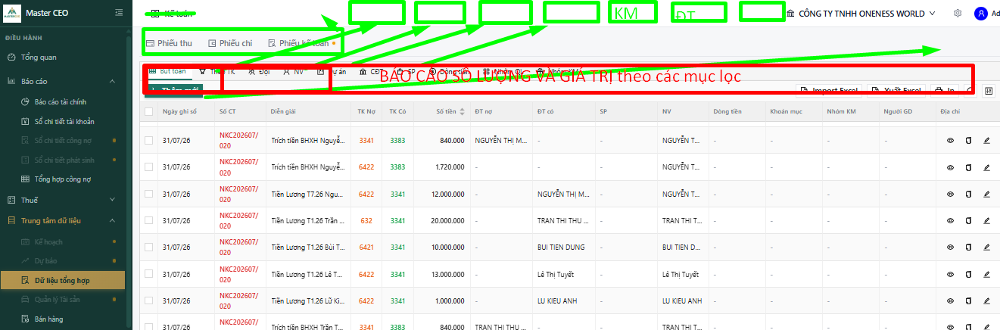 Master CEO
Kế toán
KM
ĐT
CÔNG TY TNHH ONENESS WORLD
Ad
ĐIỀU HÀNH
Tổng quan
Báo cáo
Báo cáo tài chính
Sổ chi tiết tài khoản
Sổ chi tiết công nợ
Sổ chi tiết phát sinh
Tổng hợp công nợ
Thuế
Trung tâm dữ liệu
Kế hoạch
Dự báo
Dữ liệu tổng hợp
Quản lý Tài sản
Bán hàng
Phiếu thu Phiếu chi Phiếu kế toán
Bút toán Theo TK Đội NV Dự án CĐT SP Dòng tiền Nhóm QL Nhóm KM
BÁO CÁO SỐ LƯỢNG VÀ GIÁ TRỊ theo các mục lọc
Thêm mới Import Excel Xuất Excel In
Ngày ghi sổ Số CT Diễn giải TK Nợ TK Có Số tiền ĐT nợ ĐT có SP NV Dòng tiền Khoản mục Nhóm KM Người GD Địa chỉ
31/07/26 NKC202607/020 Trích tiền BHXH Nguyễ... 3341 3383 840.000 NGUYỄN THỊ M... - - NGUYỄN T... - - - -
31/07/26 NKC202607/020 Trích tiền BHXH Nguyễ... 6422 3383 1.720.000 - - - NGUYỄN T... - - - -
31/07/26 NKC202607/020 Tiền Lương T7.26 Ngu... 6422 3341 12.000.000 - NGUYỄN THỊ M... - NGUYỄN T... - - - -
31/07/26 NKC202607/020 Tiền Lương T1.26 Trần ... 632 3341 20.000.000 - TRAN THI THU ... - TRAN THI T... - - - -
31/07/26 NKC202607/020 Tiền Lương T1.26 Bùi T... 6421 3341 10.000.000 - BUI TIEN DUNG - BUI TIEN D... - - - -
31/07/26 NKC202607/020 Tiền Lương T1.26 Lê T... 6422 3341 13.000.000 - Lê Thị Tuyết - Lê Thị Tuyết - - - -
31/07/26 NKC202607/020 Tiền Lương T1.26 Lữ Ki... 6422 3341 1.000.000 - LU KIEU ANH - LU KIEU ANH - - - -
31/07/26 NKC202607/ Trích tiền BHXH Trần T... 3341 3383 840.000 TRAN THI THU ... - - TRAN THI T... - - - -